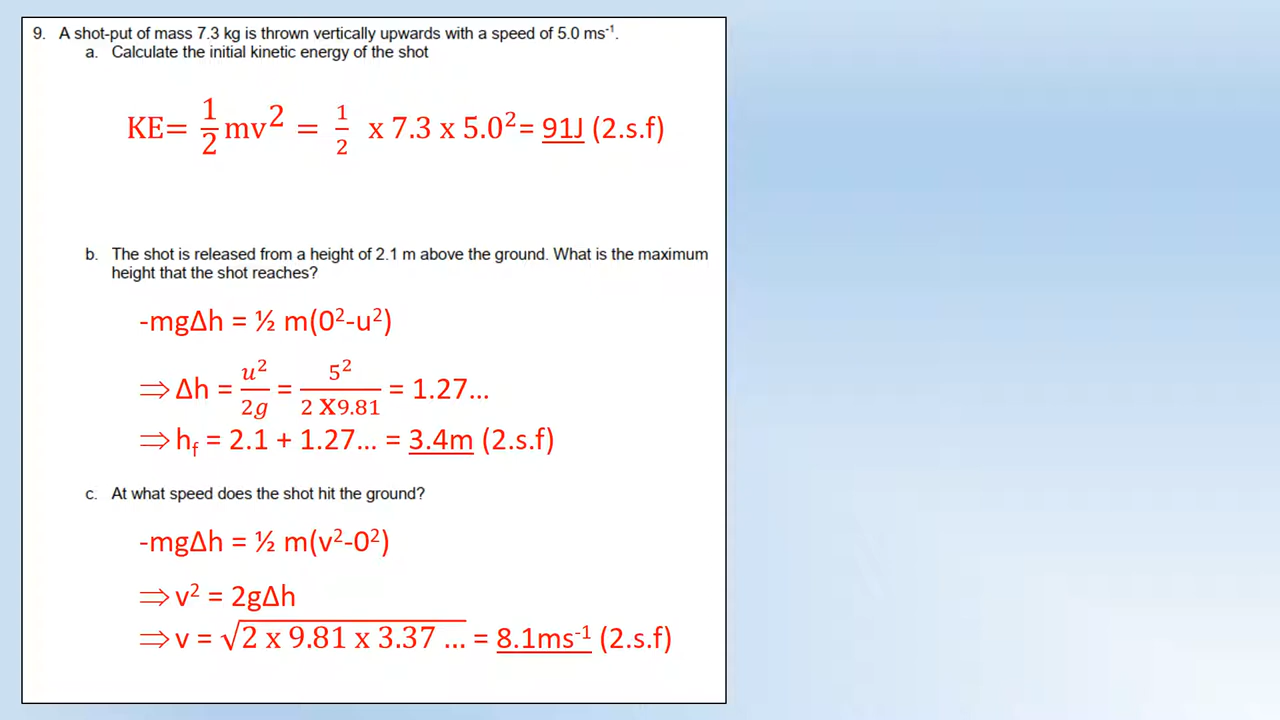 9. A shot-put of mass 7.3 kg is thrown vertically upwards with a speed of 5.0 ms⁻¹.
a. Calculate the initial kinetic energy of the shot
KE= 1/2 mv² = 1/2 x 7.3 x 5.0²= 91J (2.s.f)
b. The shot is released from a height of 2.1 m above the ground. What is the maximum
height that the shot reaches?
-mgΔh = ½ m(0²-u²)
⇒ Δh = u²/2g = 5²/2 X9.81 = 1.27...
⇒ hf = 2.1 + 1.27... = 3.4m (2.s.f)
c. At what speed does the shot hit the ground?
-mgΔh = ½ m(v²-0²)
⇒ v² = 2gΔh
⇒ v = √2 x 9.81 x 3.37 ... = 8.1ms⁻¹ (2.s.f)